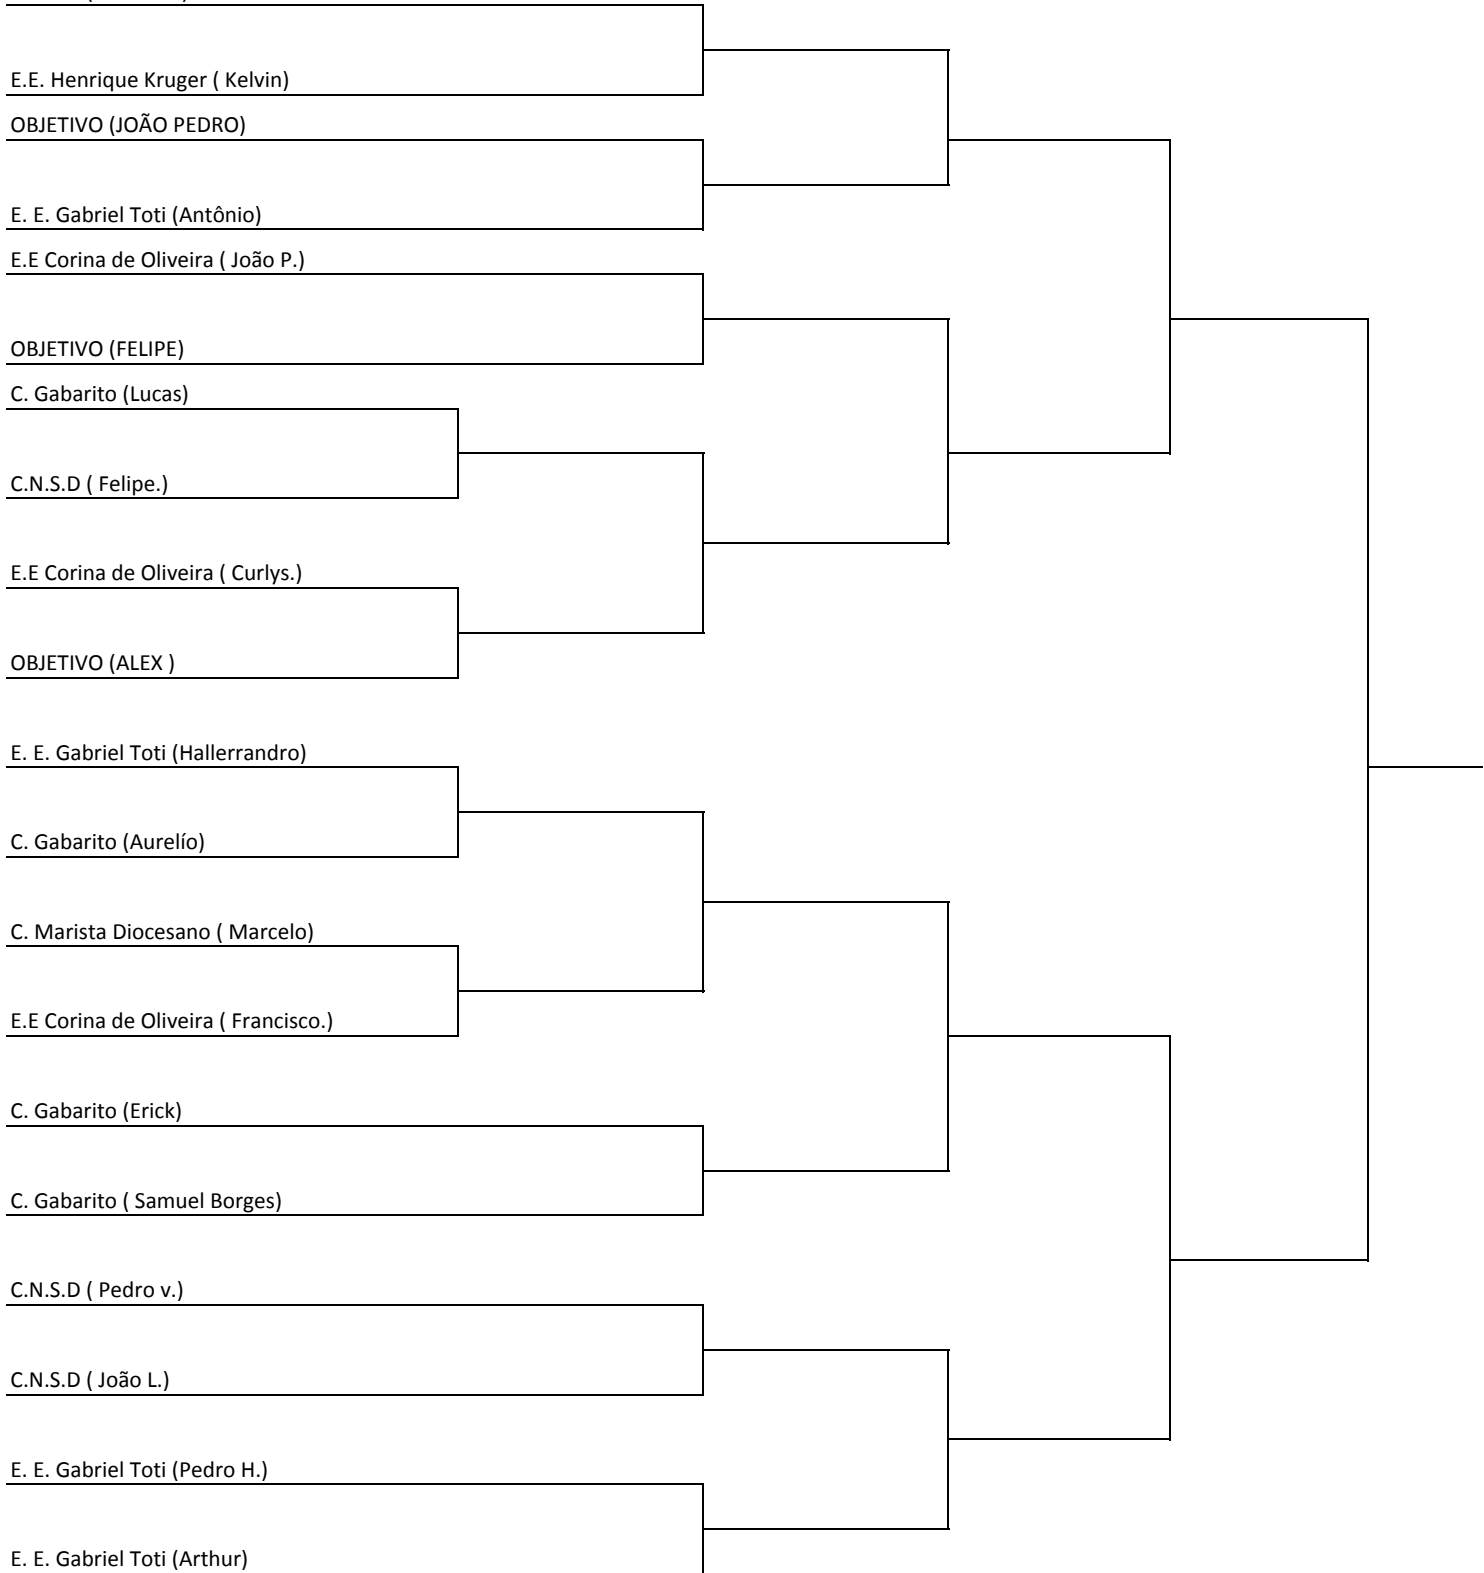 E.E. Henrique Kruger ( Kelvin)
OBJETIVO (JOÃO PEDRO)
E. E. Gabriel Toti (Antônio)
E.E Corina de Oliveira ( João P.)
OBJETIVO (FELIPE)
C. Gabarito (Lucas)
C.N.S.D ( Felipe.)
E.E Corina de Oliveira ( Curlys.)
OBJETIVO (ALEX )
E. E. Gabriel Toti (Hallerrandro)
C. Gabarito (Aurelío)
C. Marista Diocesano ( Marcelo)
E.E Corina de Oliveira ( Francisco.)
C. Gabarito (Erick)
C. Gabarito ( Samuel Borges)
C.N.S.D ( Pedro v.)
C.N.S.D ( João L.)
E. E. Gabriel Toti (Pedro H.)
E. E. Gabriel Toti (Arthur)